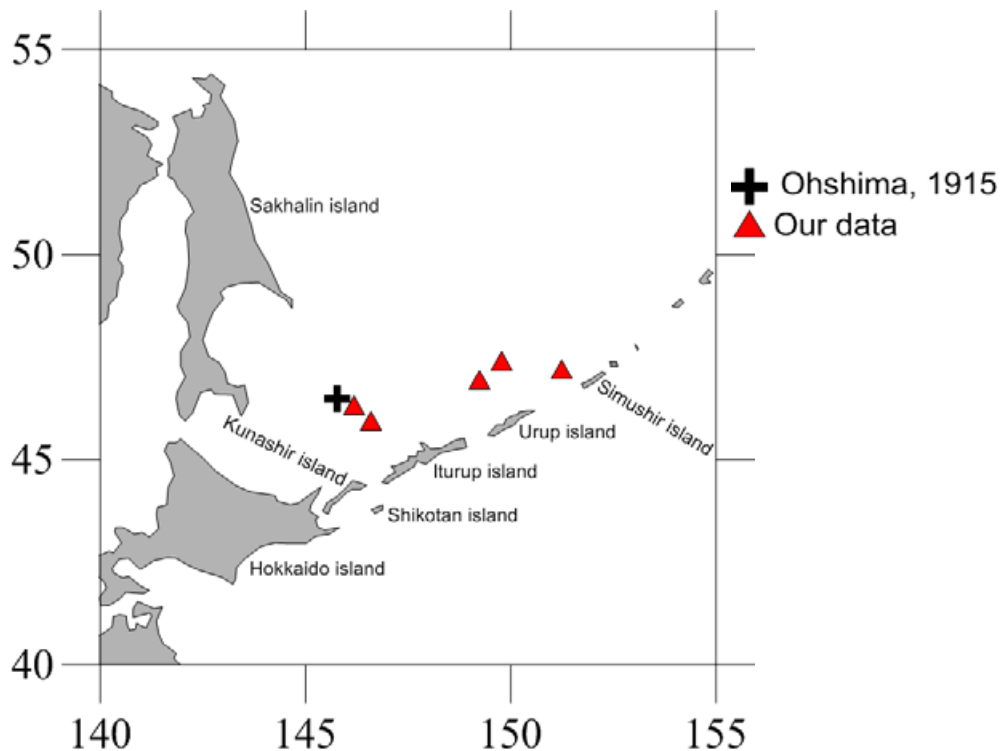 55
Ohshima, 1915
Sakhalin island
Our data
50
Simushir island
Kunashir island
Urup island
45
Iturup island
Shikotan island
Hokkaido island
40
140
145
150
155